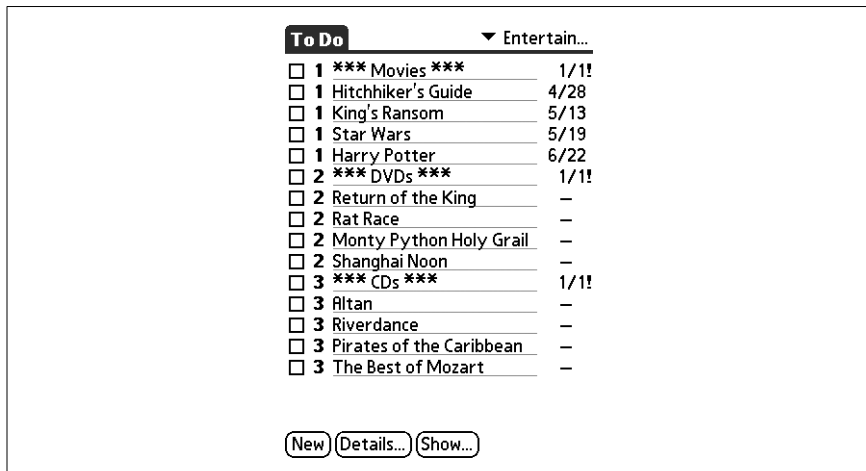 To Do ▼ Entertain...
1 *** Movies *** 1/1!
1 Hitchhiker's Guide 4/28
1 King's Ransom 5/13
1 Star Wars 5/19
1 Harry Potter 6/22
2 *** DVDs *** 1/1!
2 Return of the King –
2 Rat Race –
2 Monty Python Holy Grail –
2 Shanghai Noon –
3 *** CDs *** 1/1!
3 Altan –
3 Riverdance –
3 Pirates of the Caribbean –
3 The Best of Mozart –
New Details... Show...